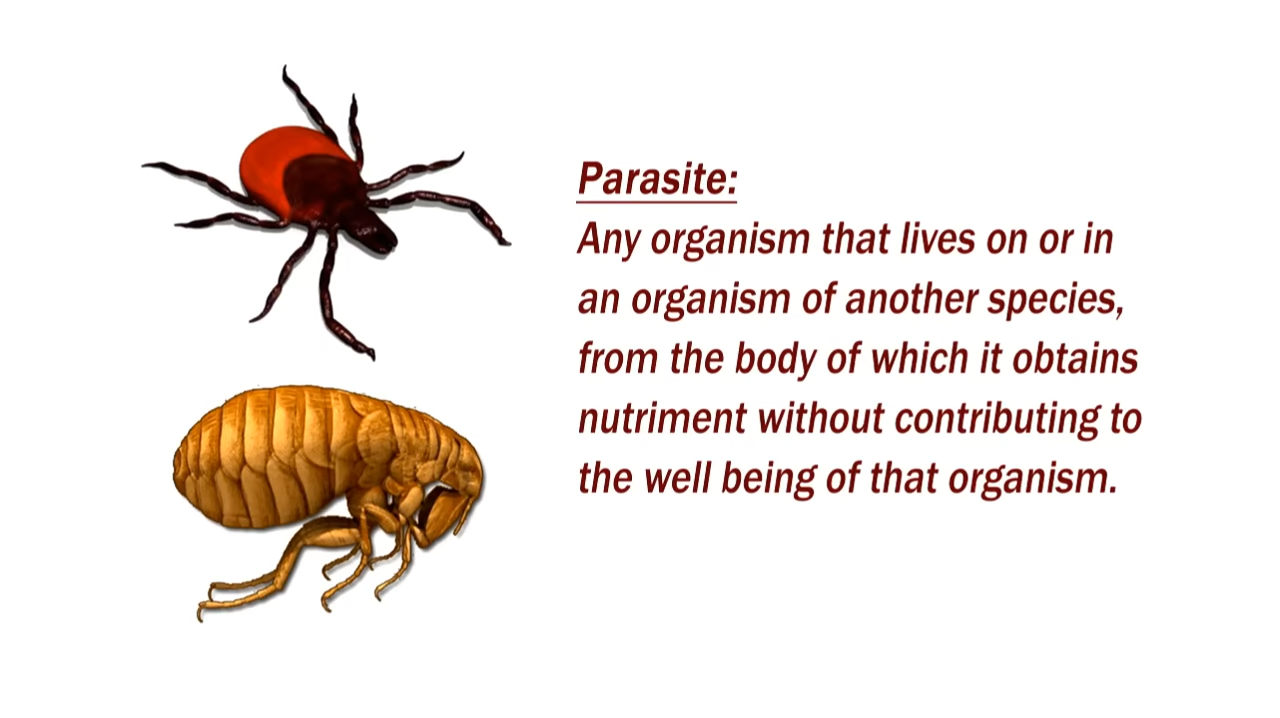 Parasite:
Any organism that lives on or in
an organism of another species,
from the body of which it obtains
nutriment without contributing to
the well being of that organism.